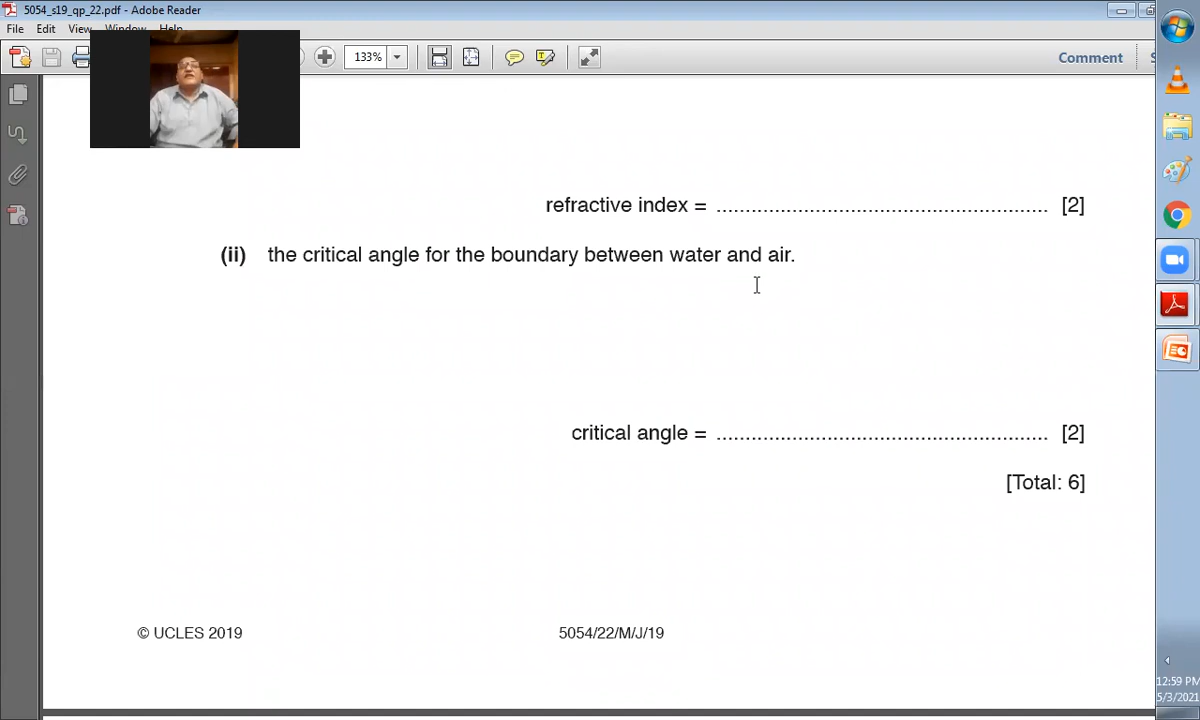 5054_s19_qp_22.pdf - Adobe Reader
File Edit View Window Help
133%
Comment
refractive index = ........................................................ [2]
(ii) the critical angle for the boundary between water and air.
critical angle = ........................................................ [2]
[Total: 6]
© UCLES 2019
5054/22/M/J/19
12:59 PM
5/3/2021